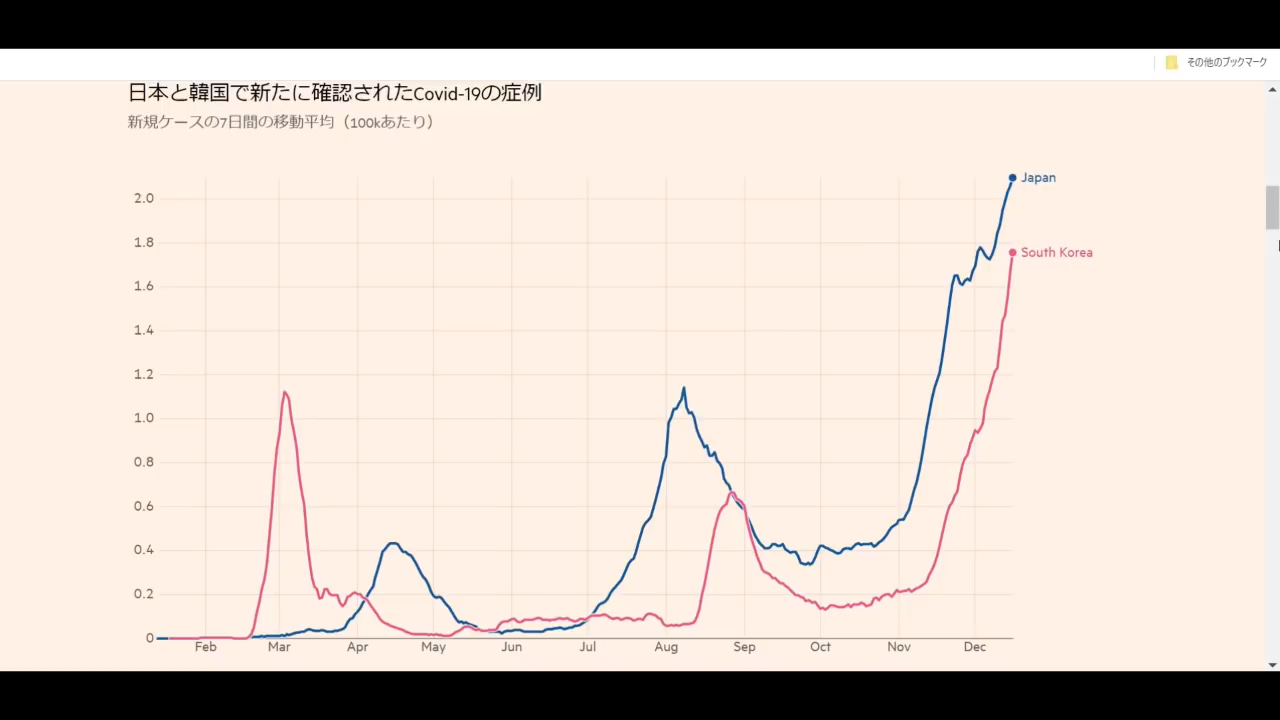 その他のブックマーク
日本と韓国で新たに確認されたCovid-19の症例
新規ケースの7日間の移動平均（100kあたり）
2.0
1.8
1.6
1.4
1.2
1.0
0.8
0.6
0.4
0.2
0
Japan
South Korea
Feb Mar Apr May Jun Jul Aug Sep Oct Nov Dec